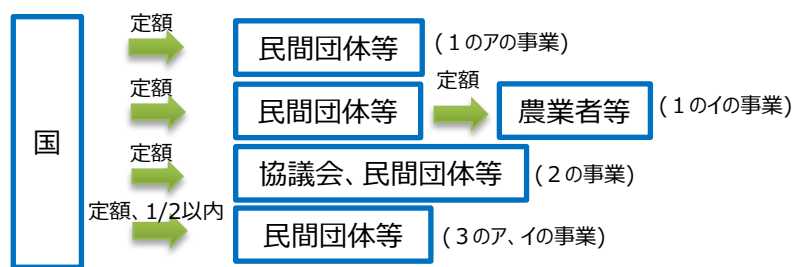 国
定額
民間団体等
(１のアの事業)
定額
民間団体等
定額
農業者等
(１のイの事業)
定額
協議会、民間団体等
(２の事業)
定額、1/2以内
民間団体等
(３のア、イの事業)